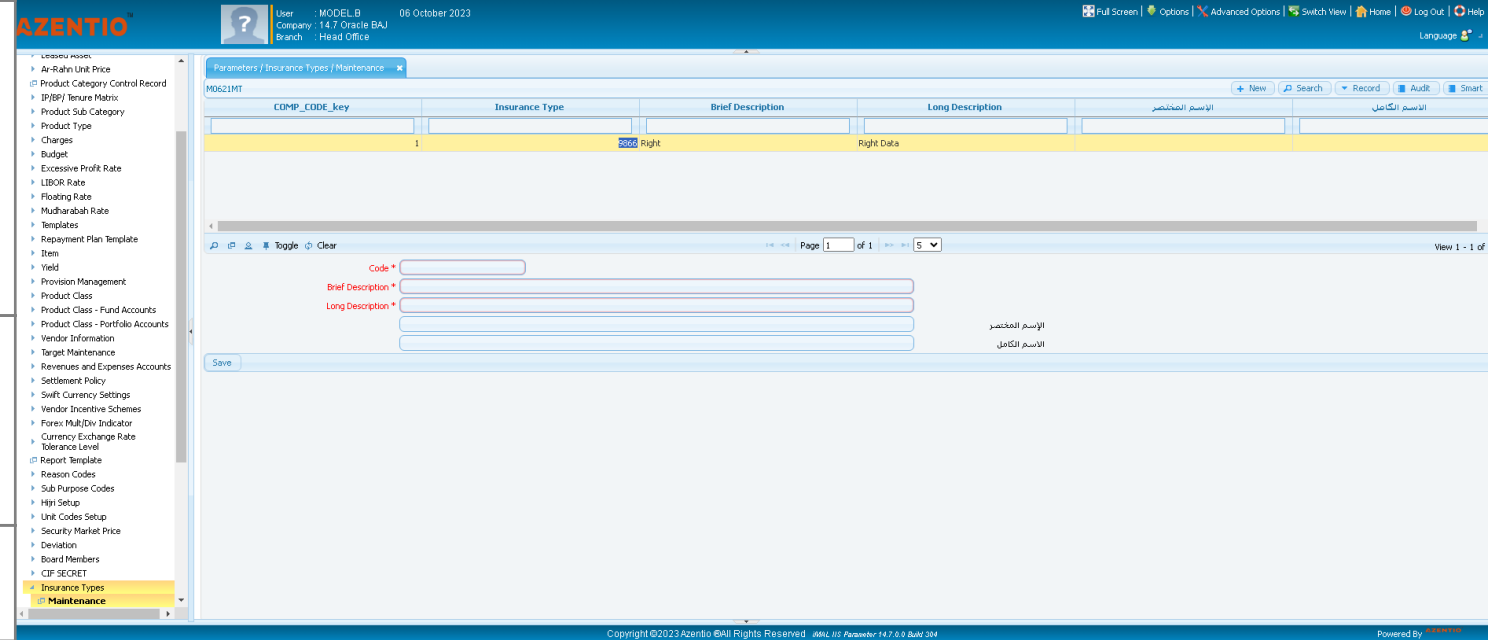 AZENTIO™
User : MODEL.B 06 October 2023
Company : 14.7 Oracle BAJ
Branch : Head Office
Full Screen | Options | Advanced Options | Switch View | Home | Log Out | Help
Language
Leased Asset
Ar-Rahn Unit Price
Product Category Control Record
IP/BP/ Tenure Matrix
Product Sub Category
Product Type
Charges
Budget
Excessive Profit Rate
LIBOR Rate
Floating Rate
Mudharabah Rate
Templates
Repayment Plan Template
Item
Yield
Provision Management
Product Class
Product Class - Fund Accounts
Product Class - Portfolio Accounts
Vendor Information
Target Maintenance
Revenues and Expenses Accounts
Settlement Policy
Swift Currency Settings
Vendor Incentive Schemes
Forex Mult/Div Indicator
Currency Exchange Rate
Tolerance Level
Report Template
Reason Codes
Sub Purpose Codes
Hijri Setup
Unit Codes Setup
Security Market Price
Deviation
Board Members
CIF SECRET
Insurance Types
Maintenance
Parameters / Insurance Types / Maintenance
M0621MT
New Search Record Audit Smart
COMP_CODE_key Insurance Type Brief Description Long Description الإسم المختصر الاسم الكامل
1 9866 Right Right Data
Toggle Clear Page 1 of 1 5 View 1 - 1 of
Code *
Brief Description *
Long Description *
الإسم المختصر
الاسم الكامل
Save
Copyright ©2023 Azentio ®All Rights Reserved iMAL IIS Parameter 14.7.0.0 Build 304
Powered By AZENTIO